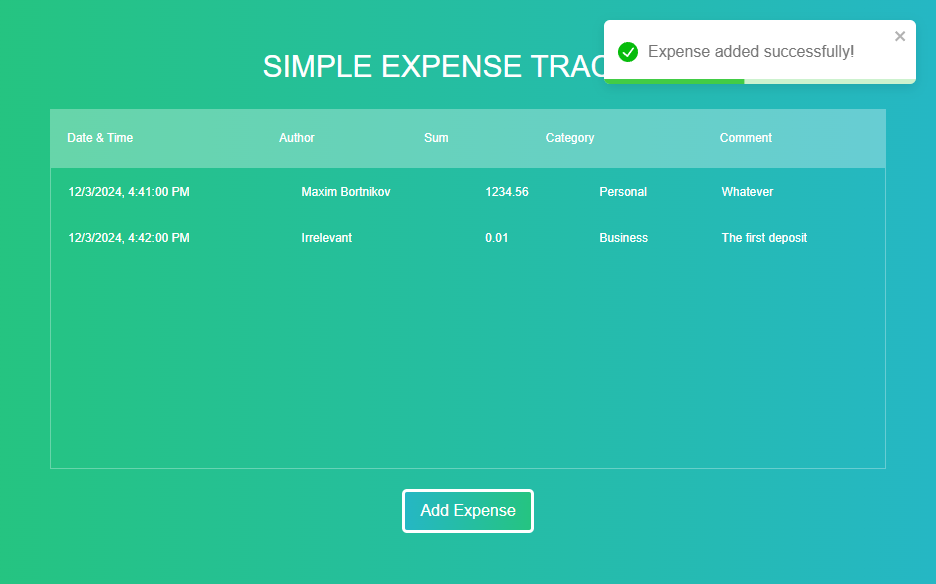 SIMPLE EXPENSE TRAC
Expense added successfully!
Date & Time Author Sum Category Comment
12/3/2024, 4:41:00 PM Maxim Bortnikov 1234.56 Personal Whatever
12/3/2024, 4:42:00 PM Irrelevant 0.01 Business The first deposit
Add Expense